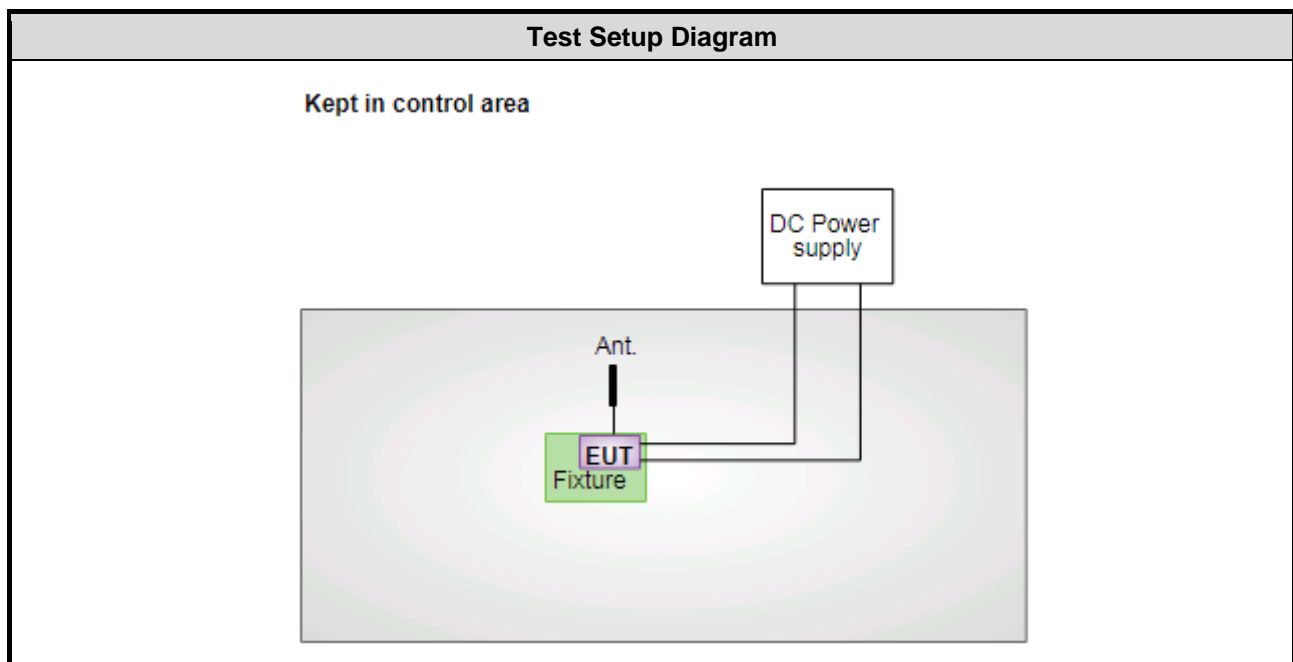 Test Setup Diagram
Kept in control area
DC Power
supply
Ant.
EUT
Fixture